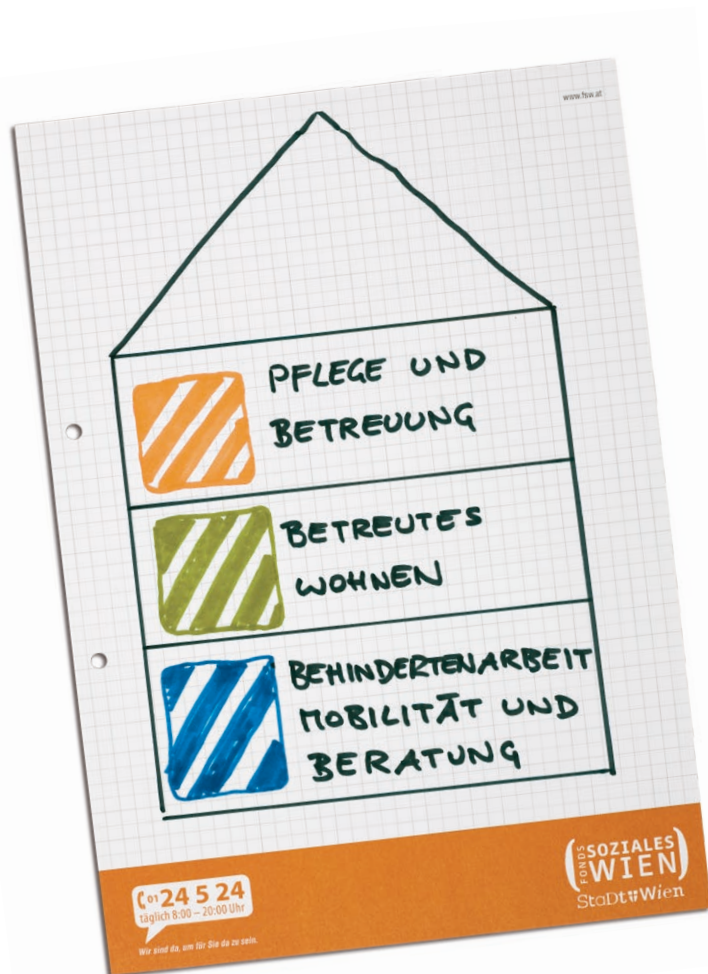 www.fsw.at
PFLEGE UND
BETREUUNG
BETREUTES
WOHNEN
BEHINDERTENARBEIT
MOBILITÄT UND
BERATUNG
01 24 5 24
täglich 8:00 – 20:00 Uhr
Wir sind da, um für Sie da zu sein.
FONDS
SOZIALES
WIEN
StaDt Wien